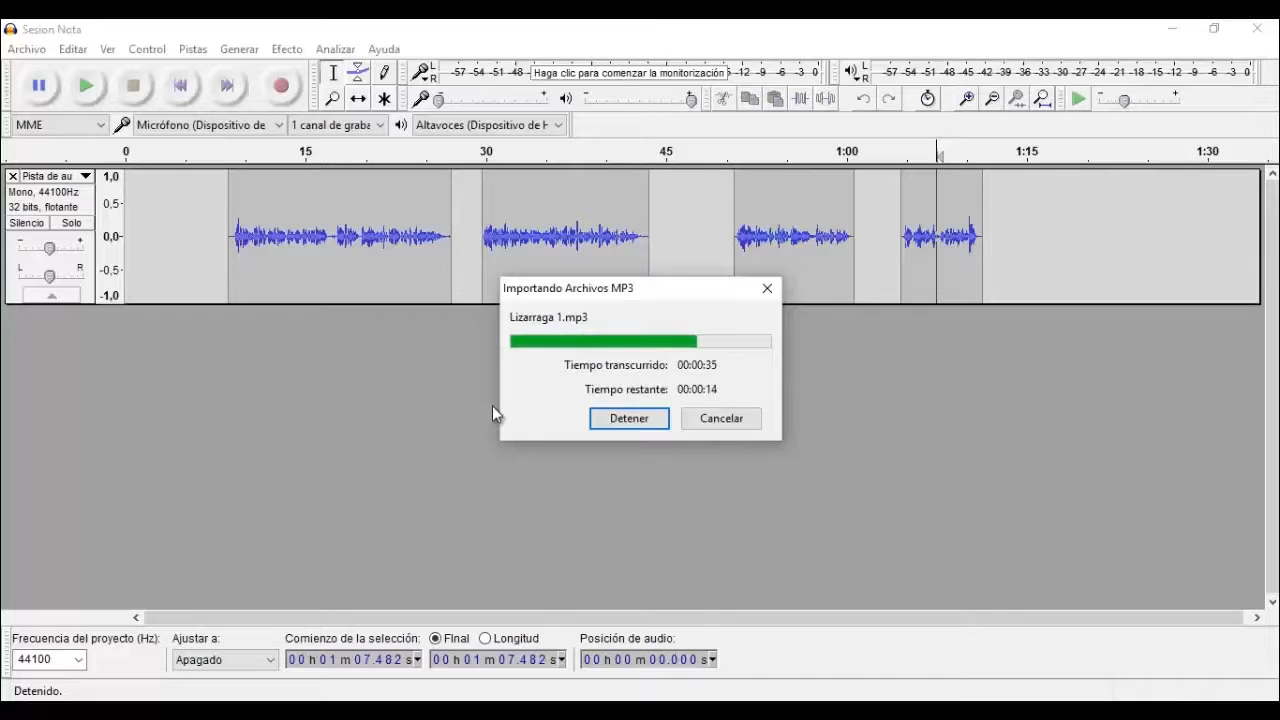 Sesion Nota
Archivo Editar Ver Control Pistas Generar Efecto Analizar Ayuda
L
R
-57 -54 -51 -48 Haga clic para comenzar la monitorización -12 -9 -6 -3 0
L
R
-57 -54 -51 -48 -45 -42 -39 -36 -33 -30 -27 -24 -21 -18 -15 -12 -9 -6 -3 0
MME Micrófono (Dispositivo de 1 canal de graba Altavoces (Dispositivo de H
0 15 30 45 1:00 1:15 1:30
Pista de au
Mono, 44100Hz
32 bits, flotante
Silencio Solo
- +
L R
1,0
0,5
0,0
-0,5
-1,0
Importando Archivos MP3
Lizarraga 1.mp3
Tiempo transcurrido: 00:00:35
Tiempo restante: 00:00:14
Detener Cancelar
Frecuencia del proyecto (Hz): Ajustar a: Comienzo de la selección: FInal Longitud Posición de audio:
44100 Apagado 00 h 01 m 07.482 s 00 h 01 m 07.482 s 00 h 00 m 00.000 s
Detenido.